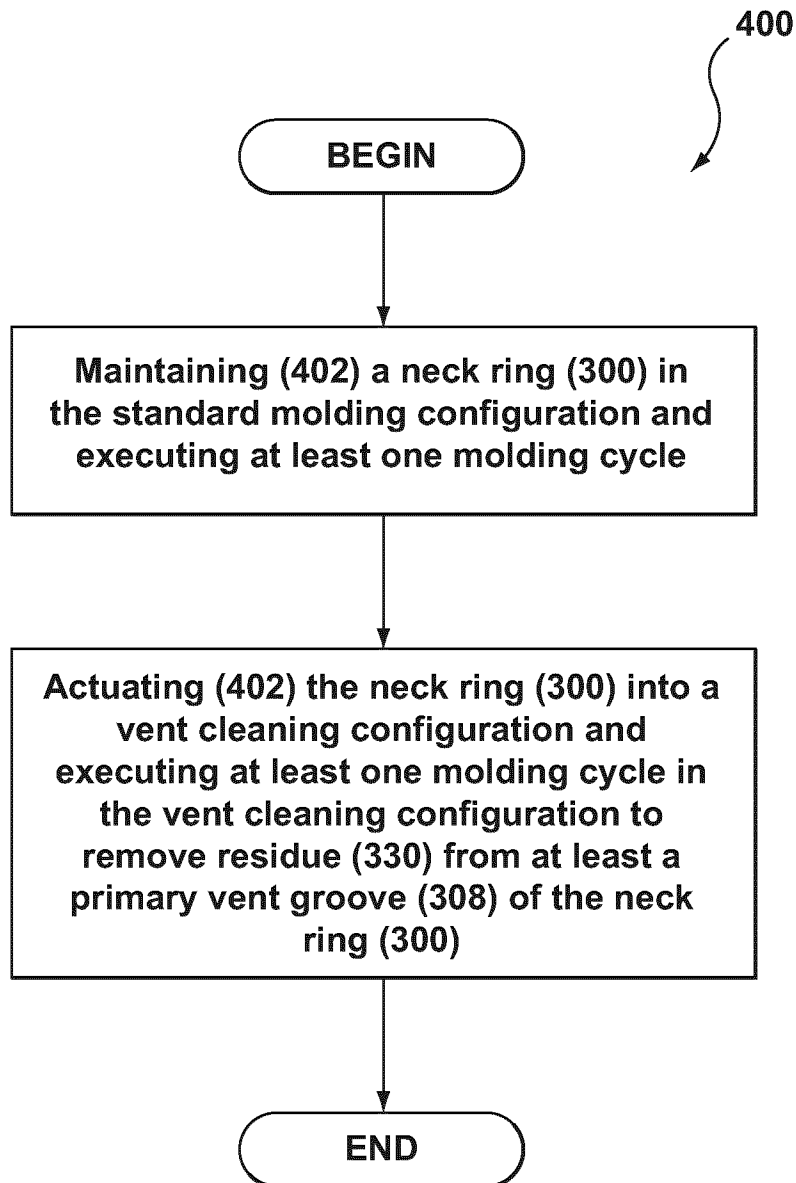 400
BEGIN
Maintaining (402) a neck ring (300) in
the standard molding configuration and
executing at least one molding cycle
Actuating (402) the neck ring (300) into a
vent cleaning configuration and
executing at least one molding cycle in
the vent cleaning configuration to
remove residue (330) from at least a
primary vent groove (308) of the neck
ring (300)
END